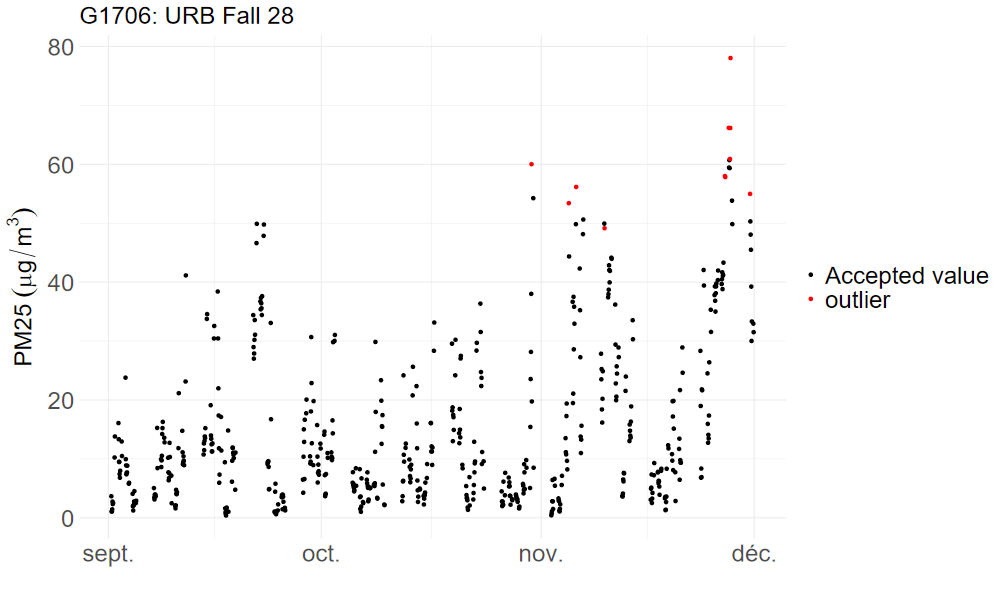 G1706: URB Fall 28
80
60
40
20
0
PM25 (μg/m³)
sept.
oct.
nov.
déc.
Accepted value
outlier